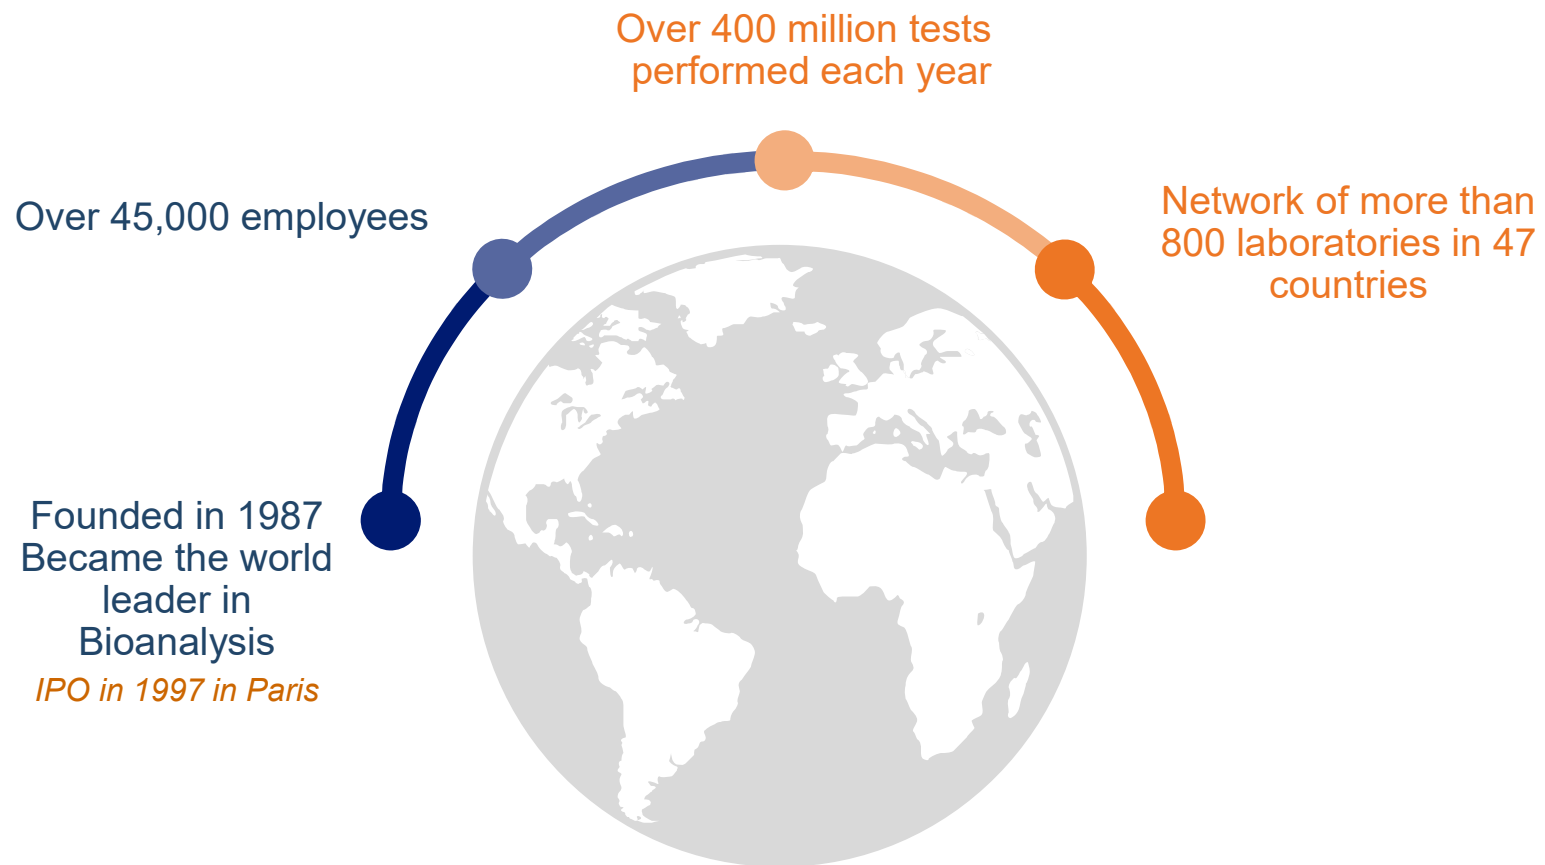 Over 400 million tests
performed each year
Over 45,000 employees
Network of more than
800 laboratories in 47
countries
Founded in 1987
Became the world
leader in
Bioanalysis
IPO in 1997 in Paris